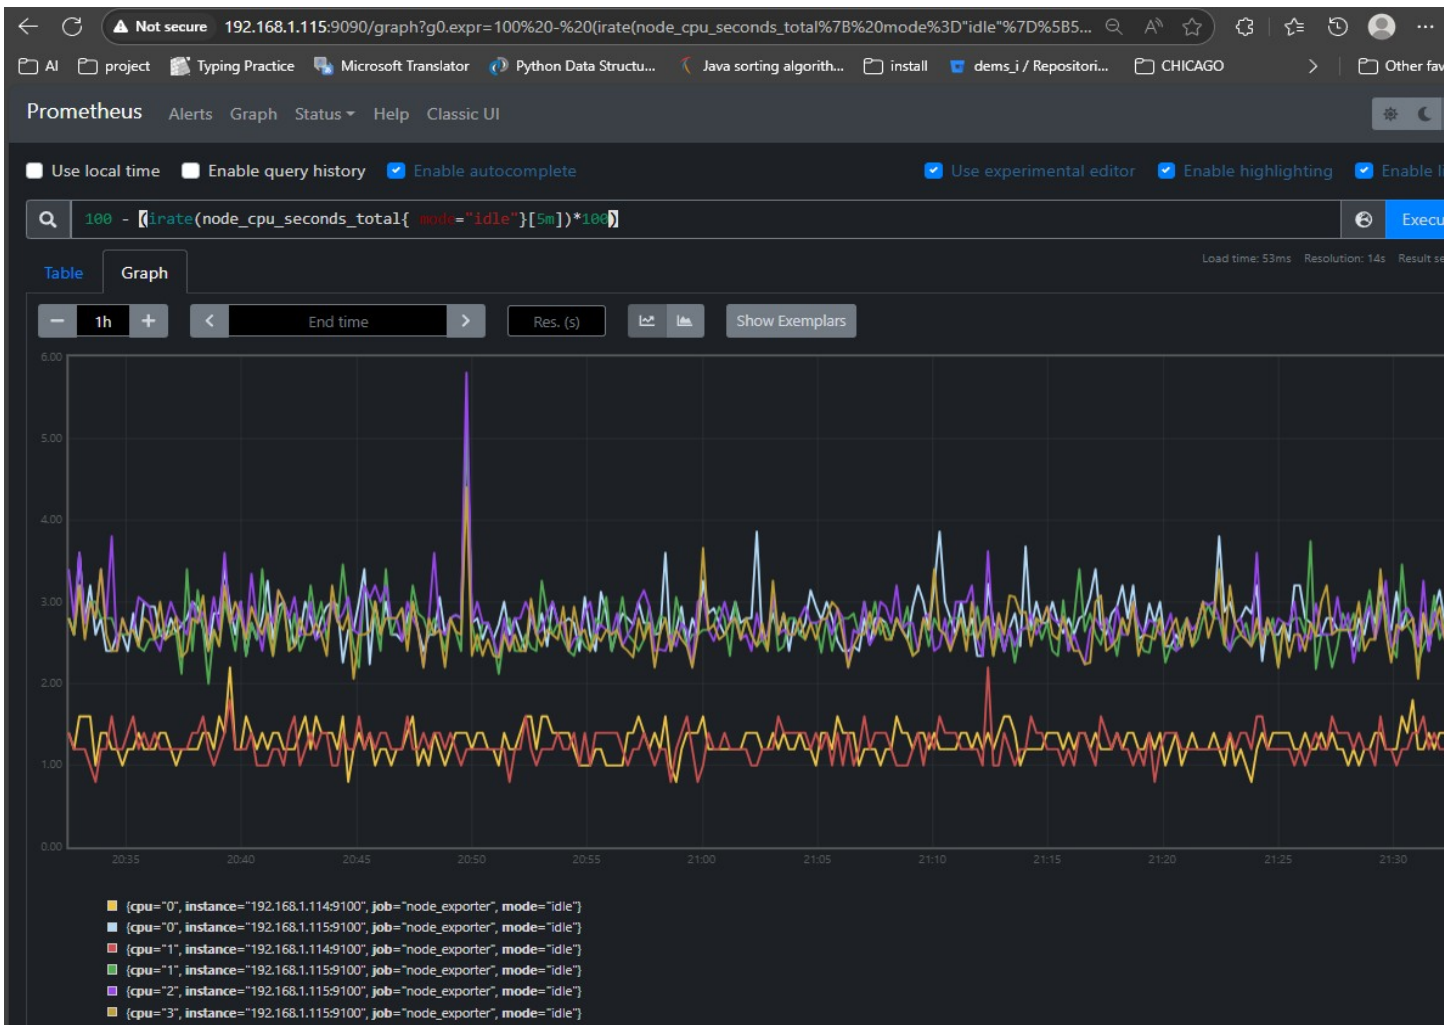 Not secure 192.168.1.115:9090/graph?g0.expr=100%20-%20(irate(node_cpu_seconds_total%7B%20mode%3D"idle"%7D%5B5...
AI project Typing Practice Microsoft Translator Python Data Structu... Java sorting algorith... install dems_i / Repositori... CHICAGO Other fav
Prometheus Alerts Graph Status Help Classic UI
Use local time Enable query history Enable autocomplete Use experimental editor Enable highlighting Enable li
100 - (irate(node_cpu_seconds_total{ mode="idle"}[5m])*100) Execu
Load time: 53ms Resolution: 14s Result se
Table Graph
1h End time Res. (s) Show Exemplars
6.00
5.00
4.00
3.00
2.00
1.00
0.00
20:35 20:40 20:45 20:50 20:55 21:00 21:05 21:10 21:15 21:20 21:25 21:30
{cpu="0", instance="192.168.1.114:9100", job="node_exporter", mode="idle"}
{cpu="0", instance="192.168.1.115:9100", job="node_exporter", mode="idle"}
{cpu="1", instance="192.168.1.114:9100", job="node_exporter", mode="idle"}
{cpu="1", instance="192.168.1.115:9100", job="node_exporter", mode="idle"}
{cpu="2", instance="192.168.1.115:9100", job="node_exporter", mode="idle"}
{cpu="3", instance="192.168.1.115:9100", job="node_exporter", mode="idle"}